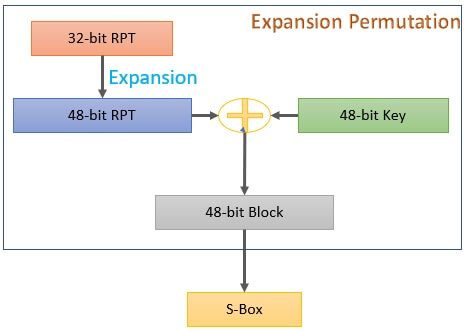 Expansion Permutation
32-bit RPT
Expansion
48-bit RPT
48-bit Key
48-bit Block
S-Box